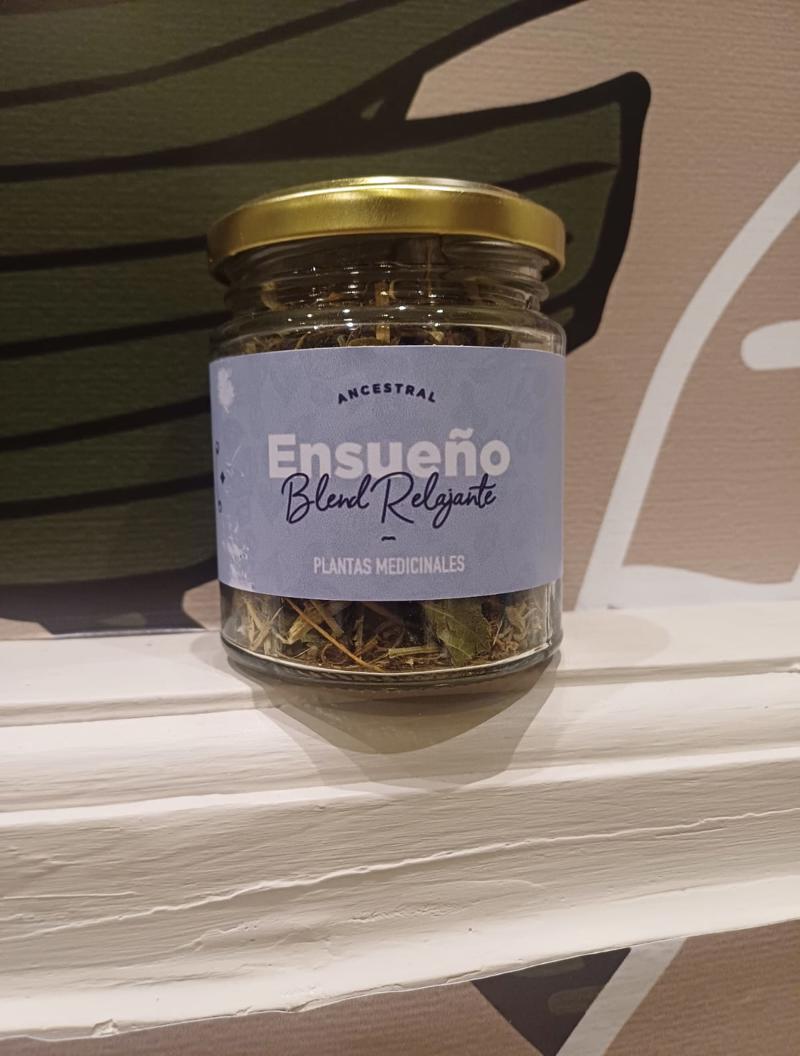 ANCESTRAL
Ensueño
Blend Relajante
PLANTAS MEDICINALES